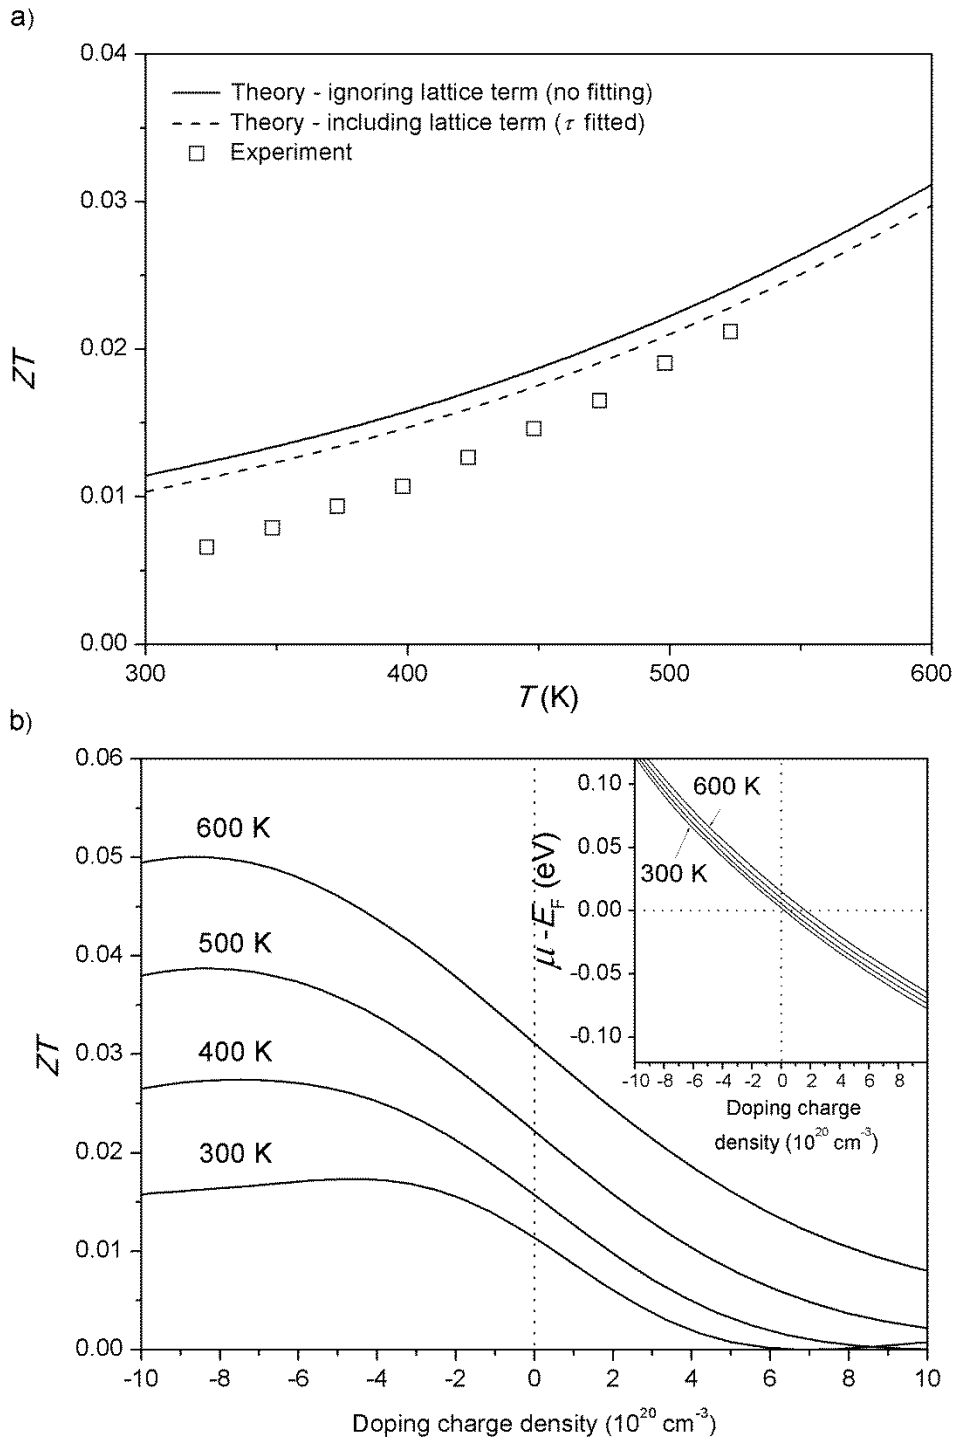 a)
0.04
Theory - ignoring lattice term (no fitting)
Theory - including lattice term (τ fitted)
Experiment
0.03
0.02
ZT
0.01
0.00
300 400 500 600
T (K)
b)
0.06
600 K
0.05
500 K
0.04
0.03
ZT
400 K
0.02
300 K
0.01
0.00
-10 -8 -6 -4 -2 0 2 4 6 8 10
Doping charge density (10²⁰ cm⁻³)
0.10
600 K
0.05
300 K
μ - E_F (eV)
0.00
-0.05
-0.10
-10 -8 -6 -4 -2 0 2 4 6 8
Doping charge
density (10²⁰ cm⁻³)